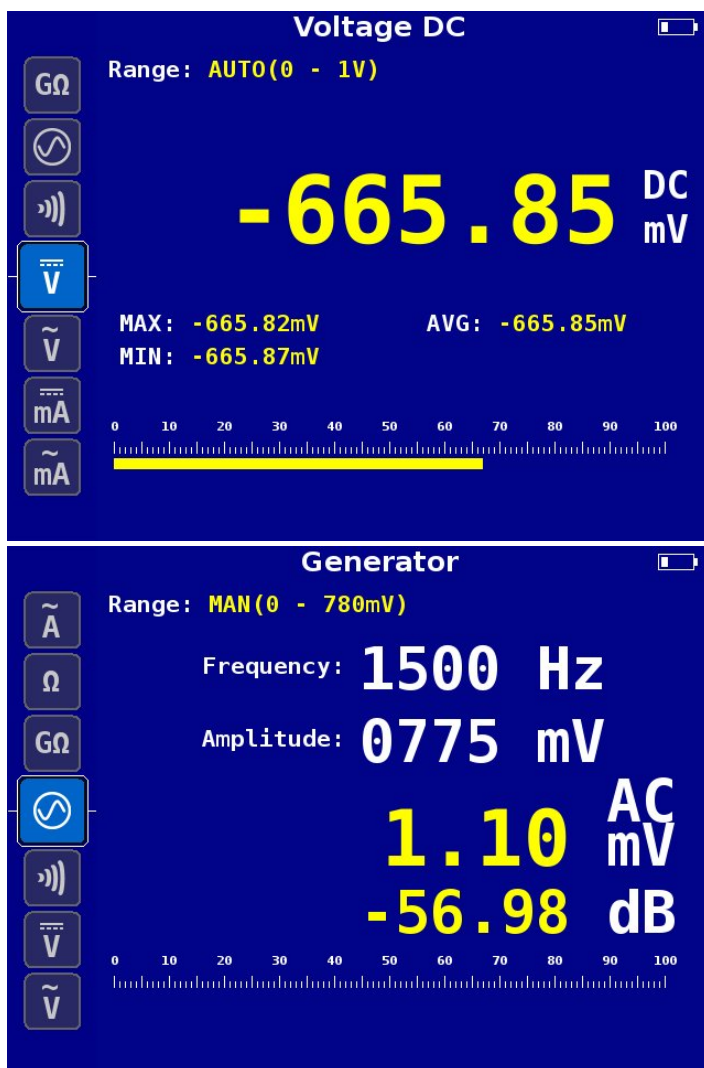 Voltage DC
Range: AUTO(0 - 1V)
GΩ
-665.85 DC mV
V
MAX: -665.82mV AVG: -665.85mV
MIN: -665.87mV
V
mA
0 10 20 30 40 50 60 70 80 90 100
mA
Generator
Range: MAN(0 - 780mV)
A
Frequency: 1500 Hz
Ω
Amplitude: 0775 mV
GΩ
1.10 AC mV
-56.98 dB
V
0 10 20 30 40 50 60 70 80 90 100
V